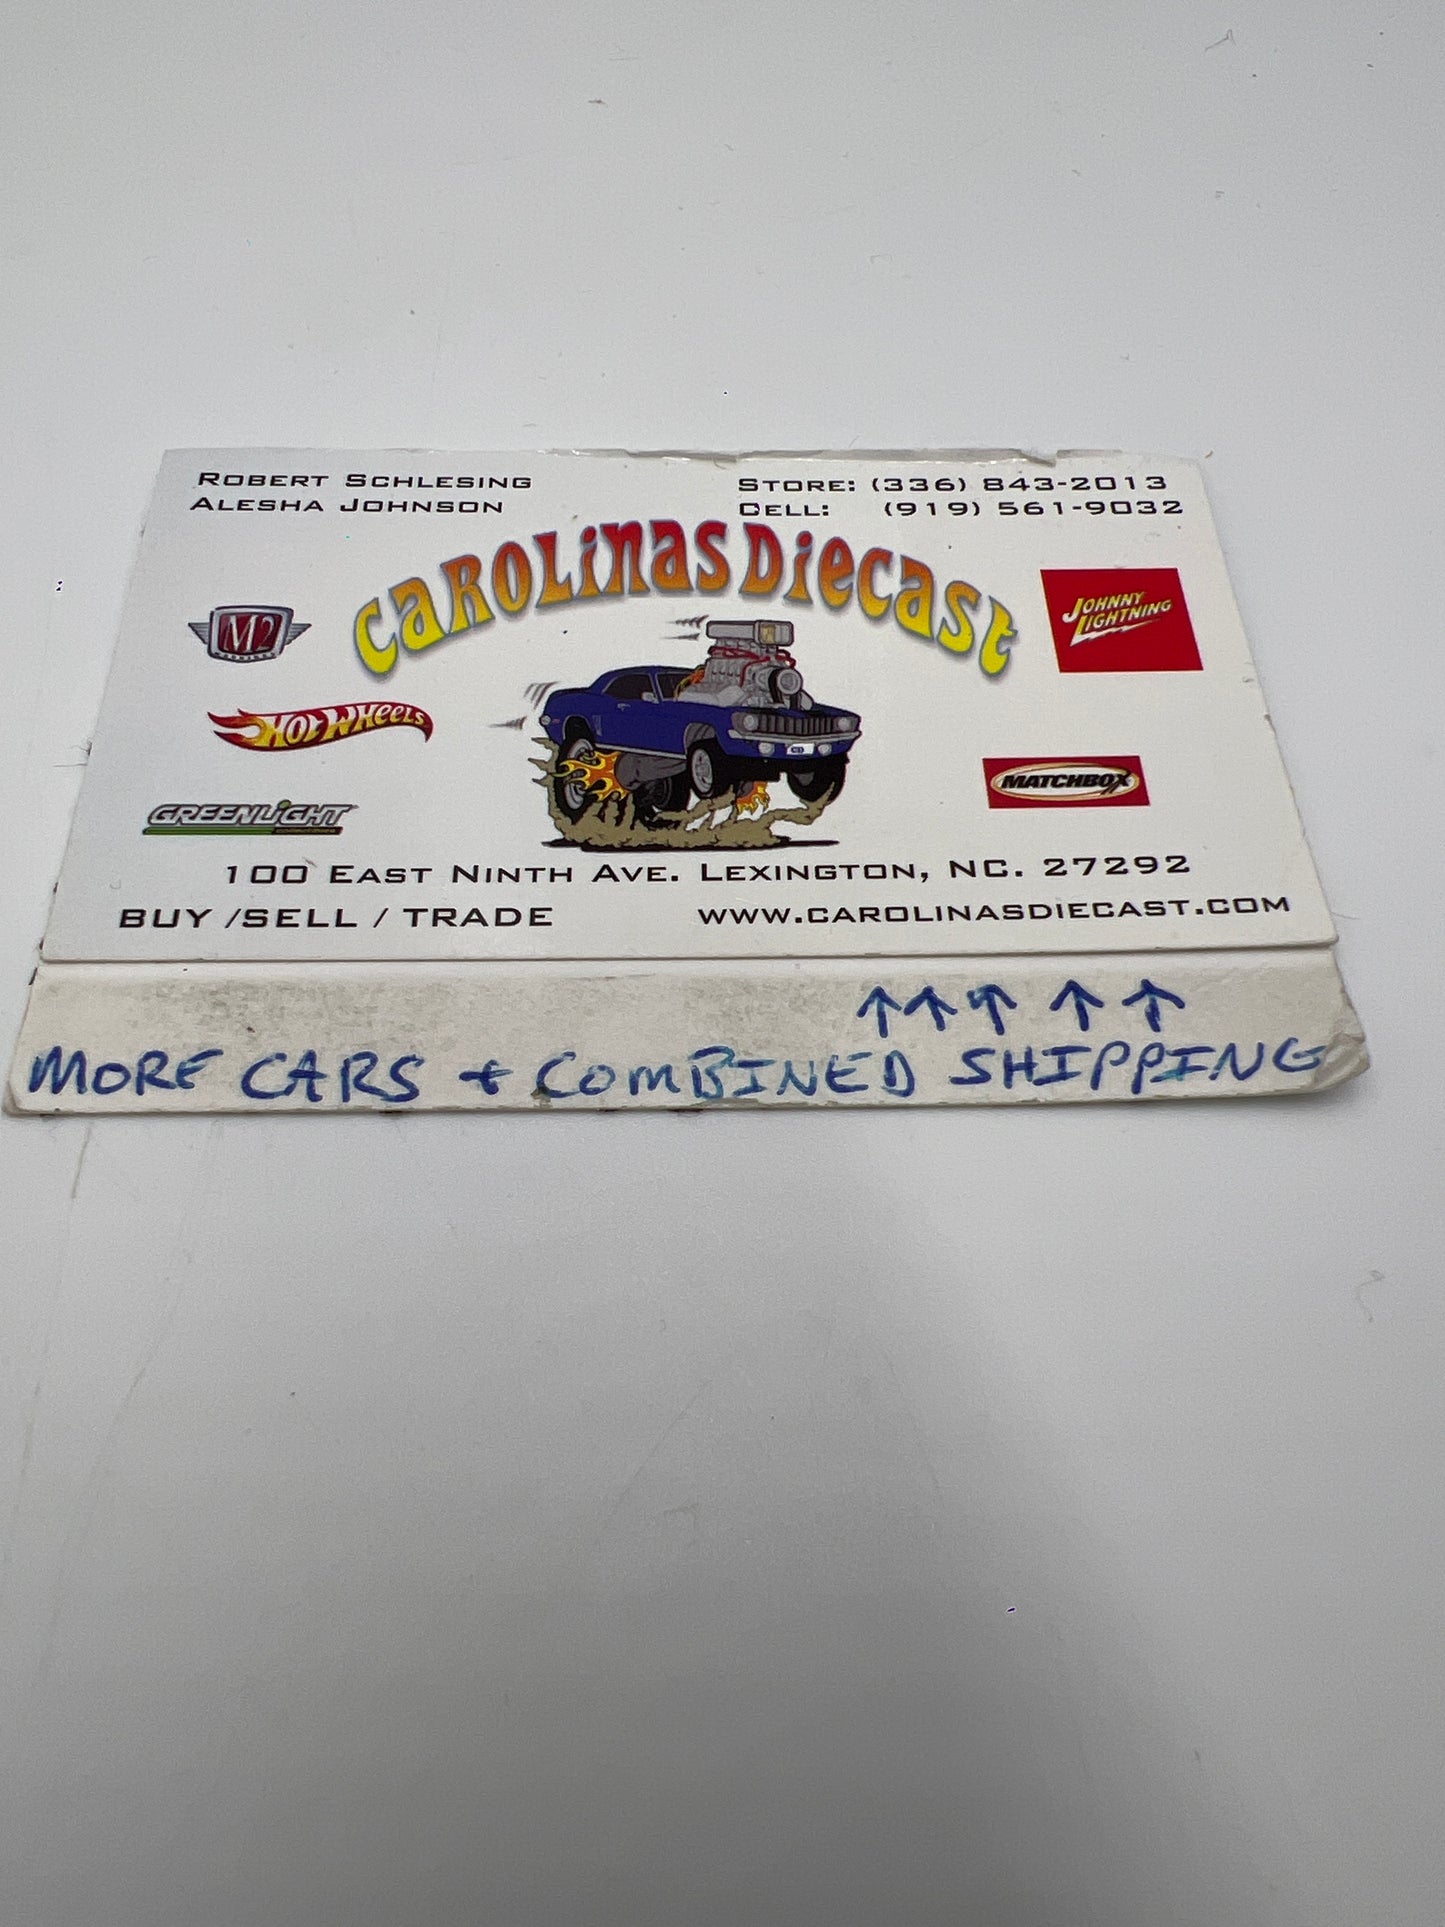 Robert Schlesing
Alesha Johnson
Store: (336) 843-2013
Cell: (919) 561-9032
Carolinas Diecast
M2
MACHINES
Johnny Lightning
Hot Wheels
Matchbox
GREENLiGHT
100 East Ninth Ave. Lexington, NC. 27292
BUY /SELL / TRADE
www.carolinasdiecast.com
↑↑↑↑↑
MORE CARS + COMBINED SHIPPING